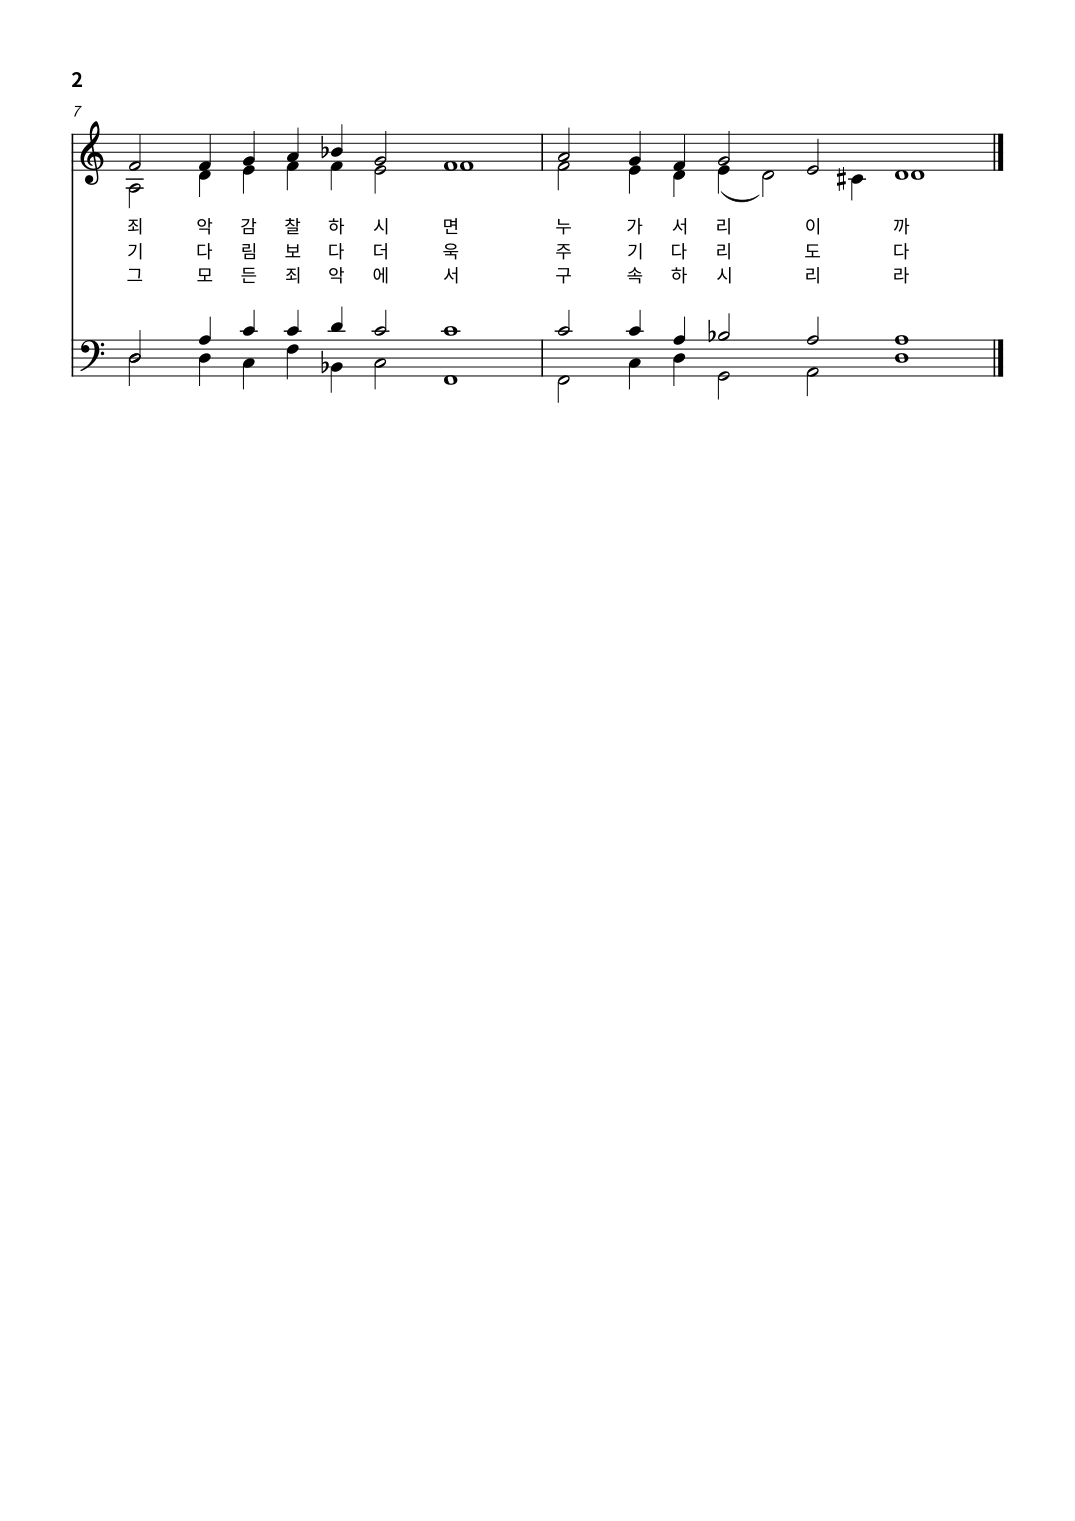 2
7
죄 악 감 찰 하 시 면 누 가 서 리 이 까
기 다 림 보 다 더 욱 주 기 다 리 도 다
그 모 든 죄 악 에 서 구 속 하 시 리 라